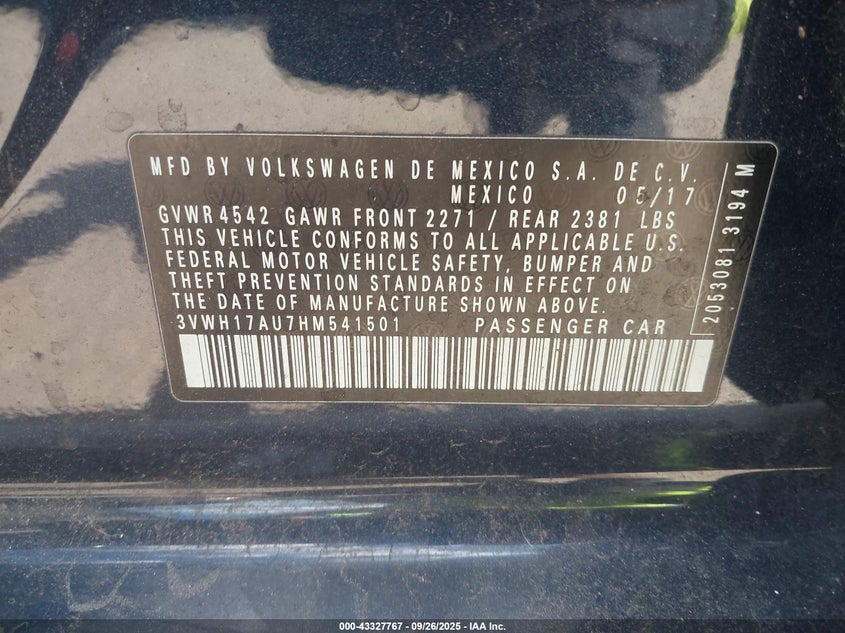 MFD BY VOLKSWAGEN DE MEXICO S.A. DE C.V.
MEXICO 05/17
GVWR 4542 GAWR FRONT 2271 / REAR 2381 LBS
THIS VEHICLE CONFORMS TO ALL APPLICABLE U.S.
FEDERAL MOTOR VEHICLE SAFETY, BUMPER AND
THEFT PREVENTION STANDARDS IN EFFECT ON
THE DATE OF MANUFACTURE SHOWN ABOVE.
3VWH17AU7HM541501 PASSENGER CAR
2053081 3194 M
000-43327767 - 09/26/2025 - IAA Inc.